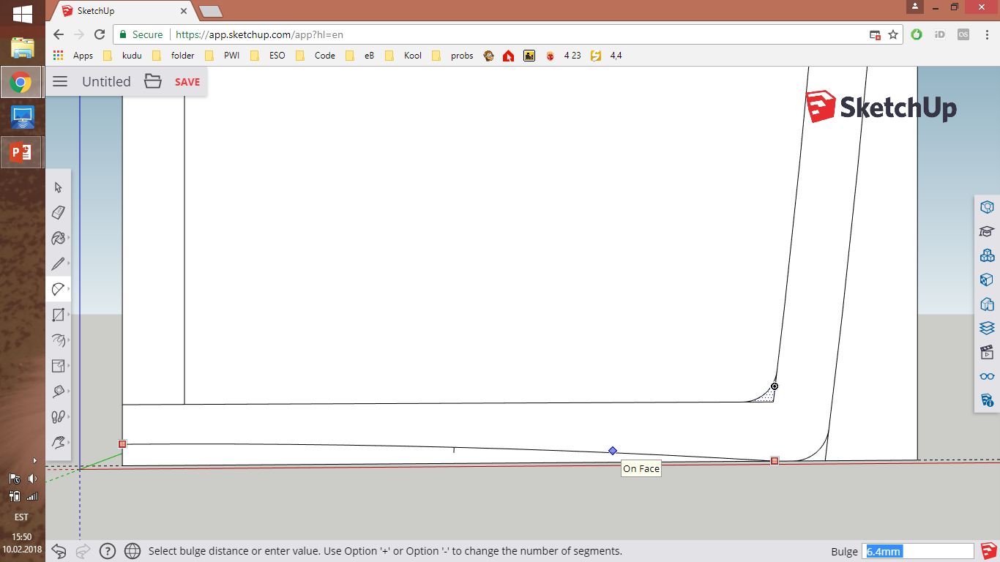 SketchUp
Secure
https://app.sketchup.com/app?hl=en
iD
OS
Apps
kudu
folder
PWI
ESO
Code
eB
Kool
probs
4 23
4,4
Untitled
SAVE
SketchUp
P
On Face
EST
15:50
10.02.2018
Select bulge distance or enter value. Use Option '+' or Option '-' to change the number of segments.
Bulge
6.4mm